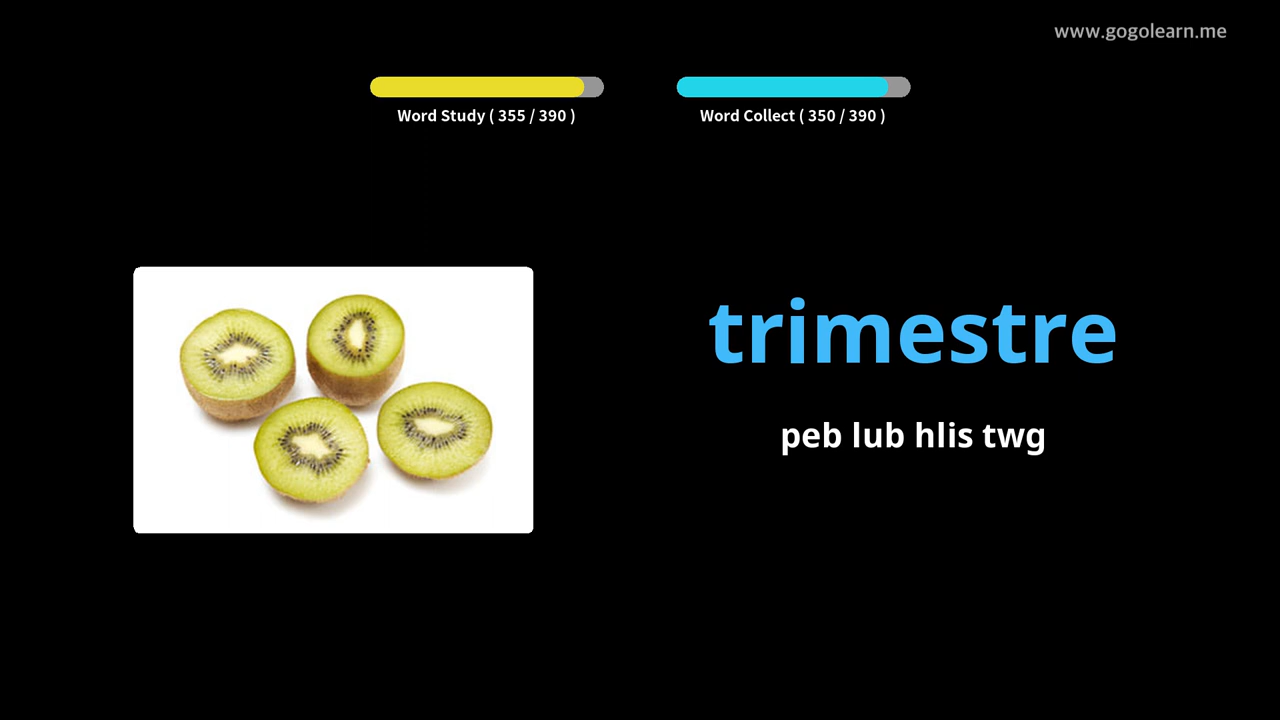 www.gogolearn.me
Word Study ( 355 / 390 )
Word Collect ( 350 / 390 )
trimestre
peb lub hlis twg